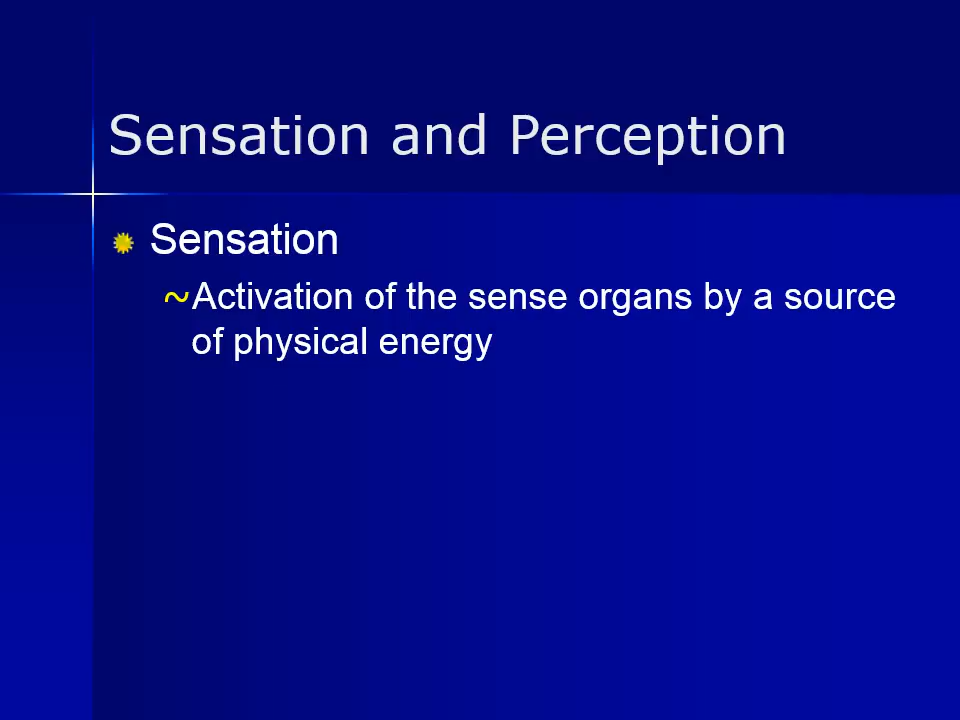 Sensation and Perception
Sensation
~Activation of the sense organs by a source
of physical energy